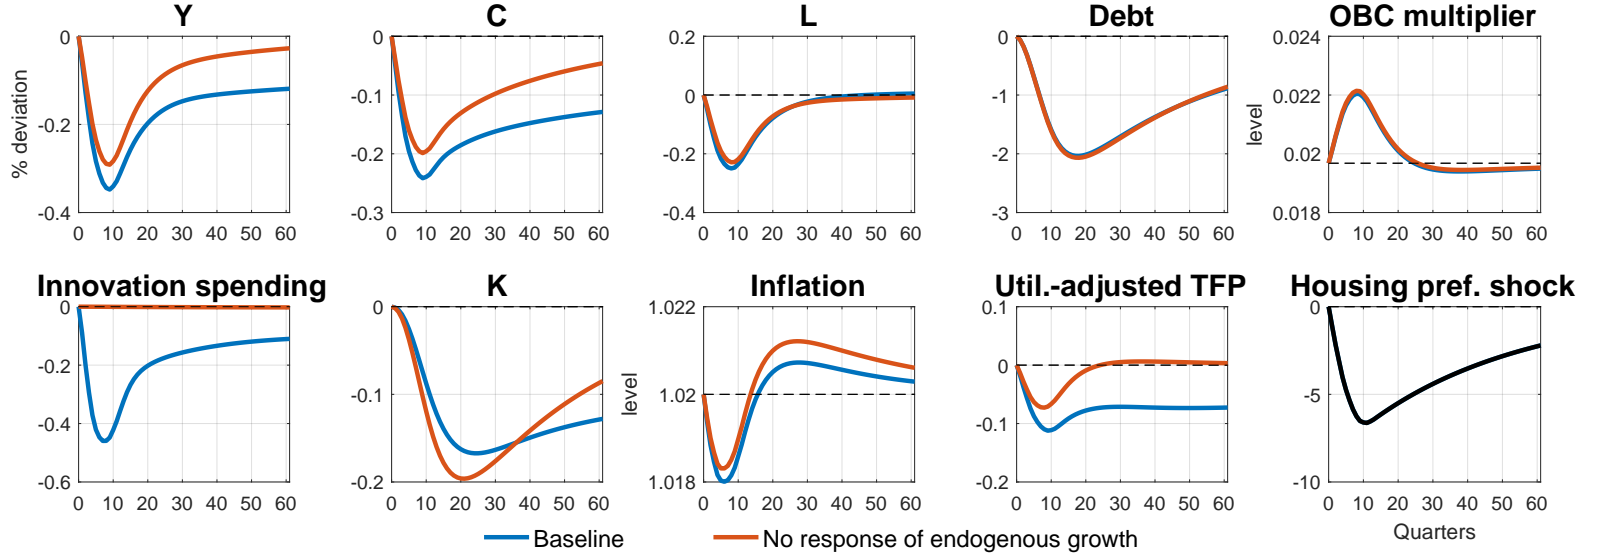 Y
C
L
Debt
OBC multiplier
0
-0.2
-0.4
% deviation
0 10 20 30 40 50 60
0
-0.1
-0.2
-0.3
0 10 20 30 40 50 60
0.2
0
-0.2
-0.4
0 10 20 30 40 50 60
0
-1
-2
-3
0 10 20 30 40 50 60
0.024
0.022
0.02
0.018
level
0 10 20 30 40 50 60
Innovation spending
K
Inflation
Util.-adjusted TFP
Housing pref. shock
0
-0.2
-0.4
-0.6
0 10 20 30 40 50 60
0
-0.1
-0.2
0 10 20 30 40 50 60
1.022
1.02
1.018
level
0 10 20 30 40 50 60
0.1
0
-0.1
-0.2
0 10 20 30 40 50 60
0
-5
-10
0 10 20 30 40 50 60
Quarters
Baseline
No response of endogenous growth